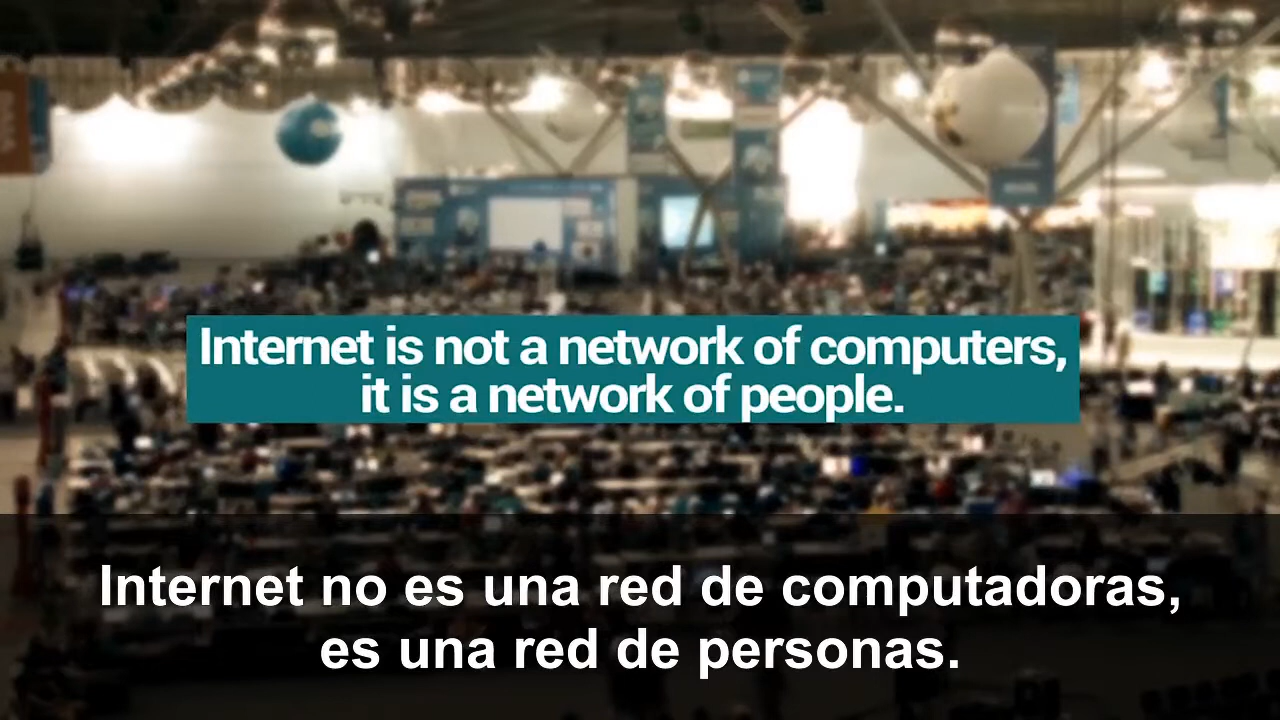 Internet is not a network of computers,
it is a network of people.
Internet no es una red de computadoras,
es una red de personas.